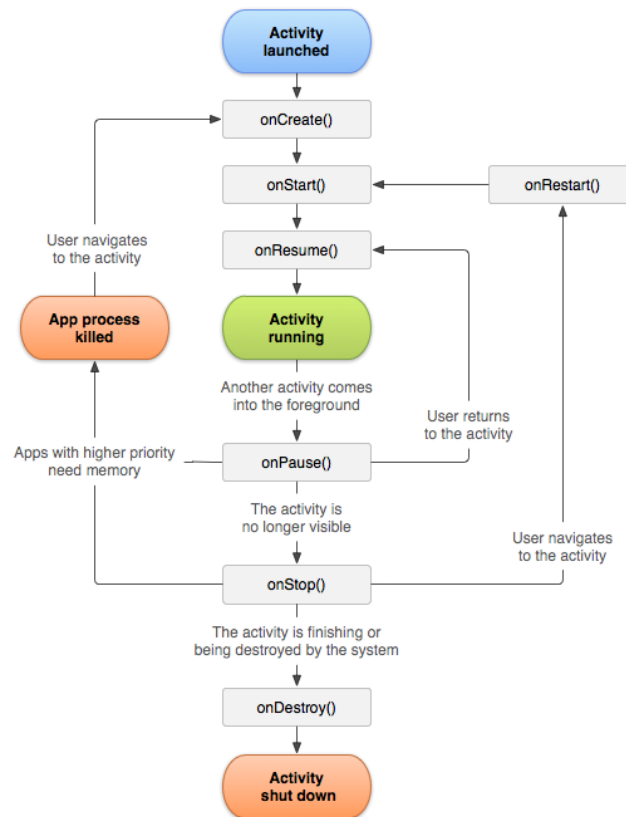 Activity
launched
onCreate()
onStart()
onRestart()
User navigates
to the activity
onResume()
App process
killed
Activity
running
Another activity comes
into the foreground
User returns
to the activity
Apps with higher priority
need memory
onPause()
The activity is
no longer visible
User navigates
to the activity
onStop()
The activity is finishing or
being destroyed by the system
onDestroy()
Activity
shut down